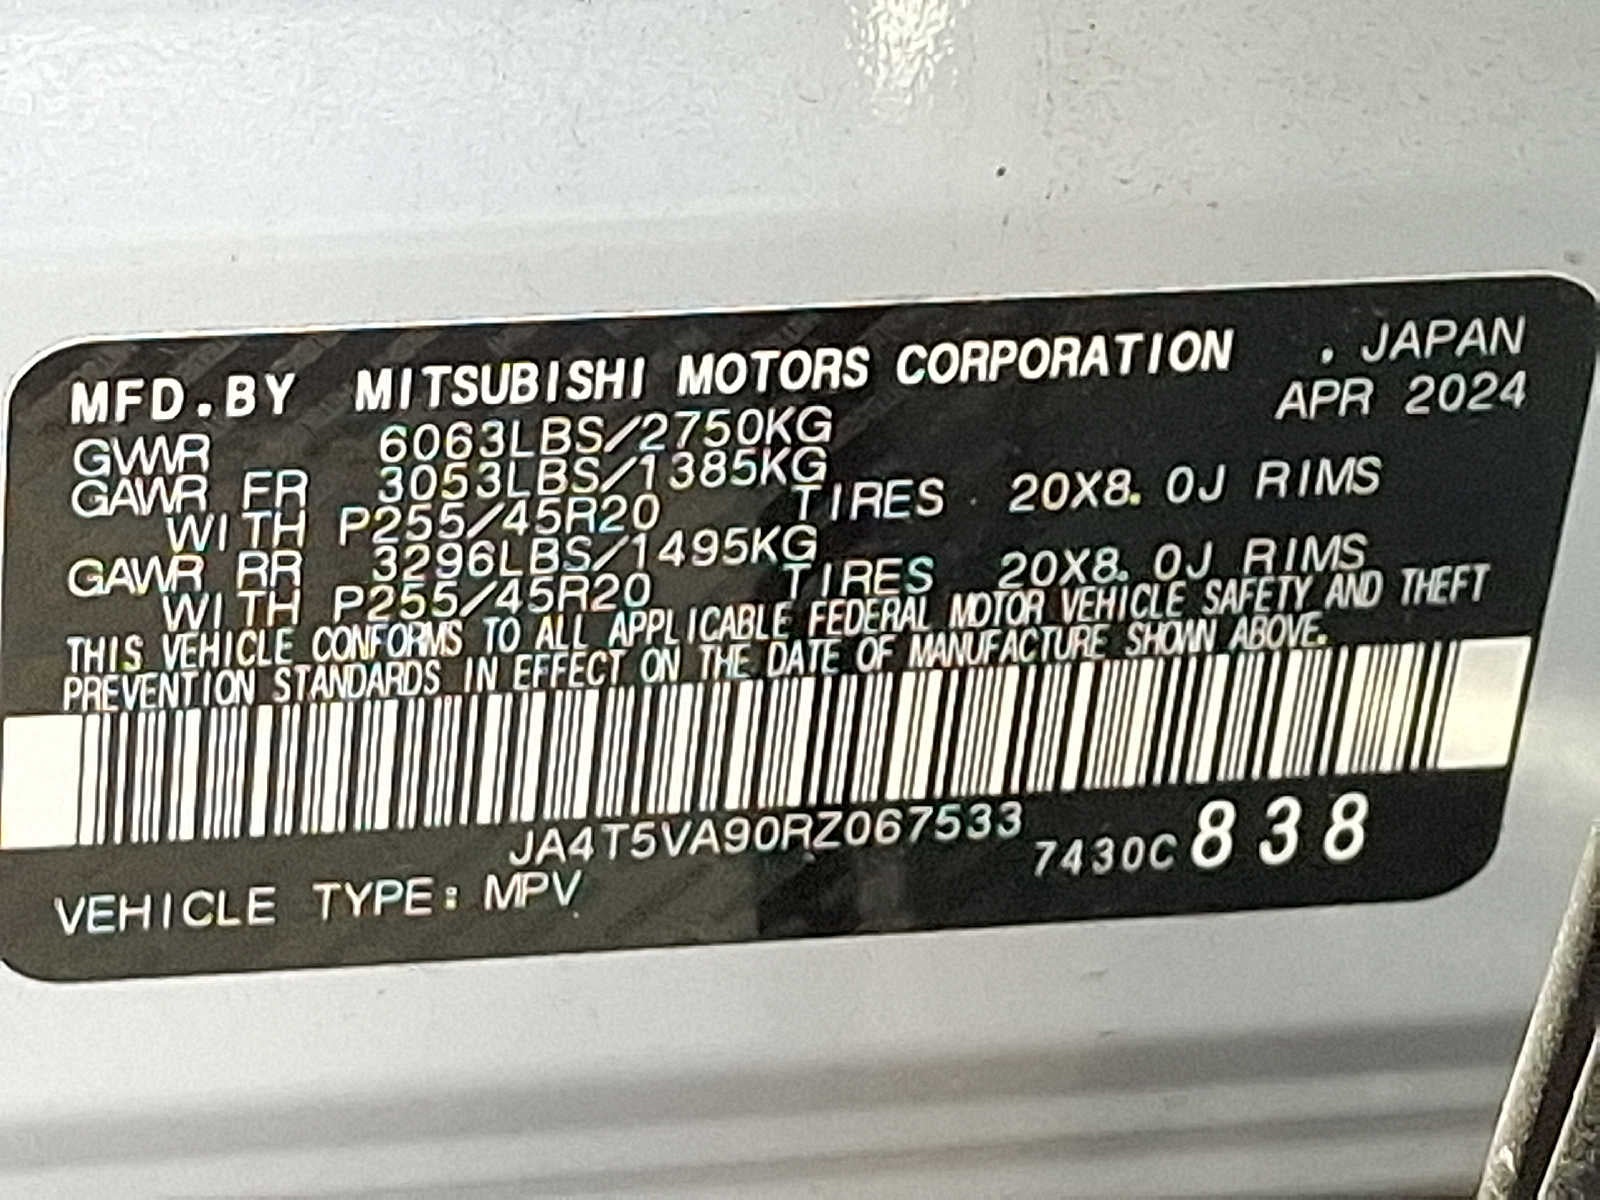 MFD.BY MITSUBISHI MOTORS CORPORATION . JAPAN
APR 2024
GVWR 6063LBS/2750KG
GAWR FR 3053LBS/1385KG
WITH P255/45R20 TIRES 20X8.0J RIMS
GAWR RR 3296LBS/1495KG
WITH P255/45R20 TIRES 20X8.0J RIMS
THIS VEHICLE CONFORMS TO ALL APPLICABLE FEDERAL MOTOR VEHICLE SAFETY AND THEFT
PREVENTION STANDARDS IN EFFECT ON THE DATE OF MANUFACTURE SHOWN ABOVE.
JA4T5VA90RZ067533 7430C 838
VEHICLE TYPE: MPV